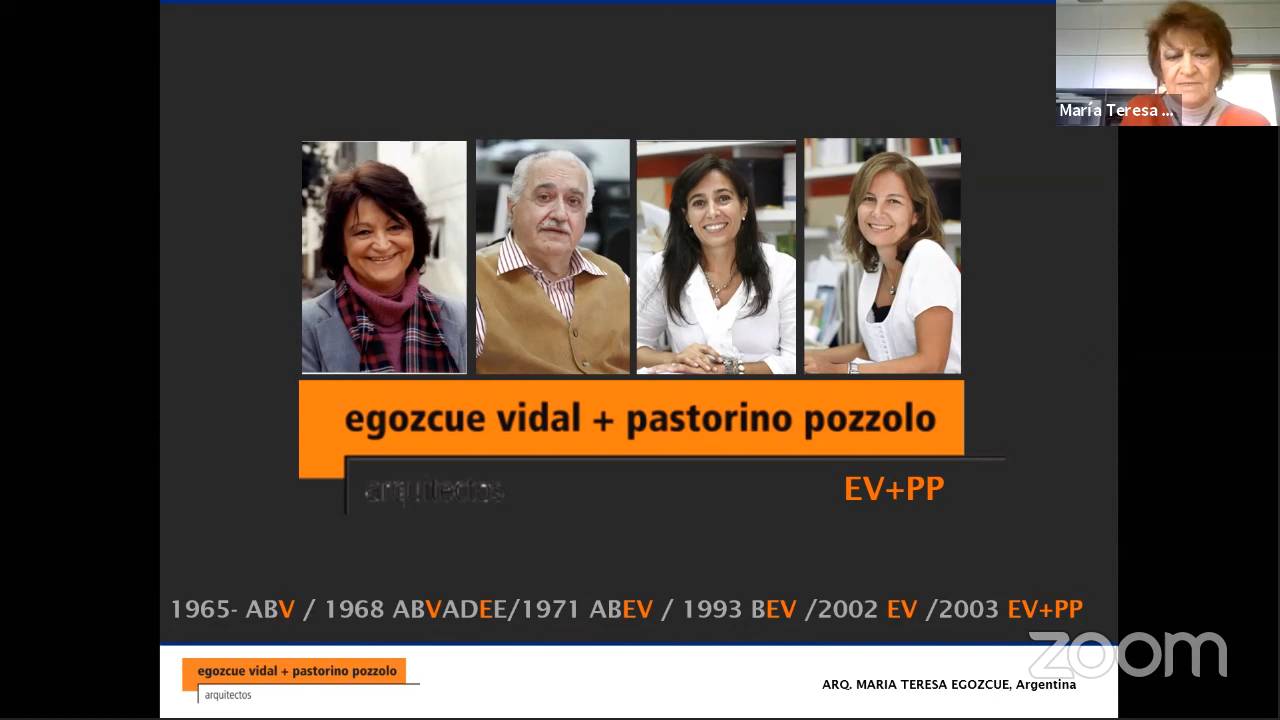 María Teresa ...
egozcue vidal + pastorino pozzolo
arquitectos
EV+PP
1965- ABV / 1968 ABVADEE/1971 ABEV / 1993 BEV /2002 EV /2003 EV+PP
zoom
egozcue vidal + pastorino pozzolo
arquitectos
ARQ. MARIA TERESA EGOZCUE, Argentina